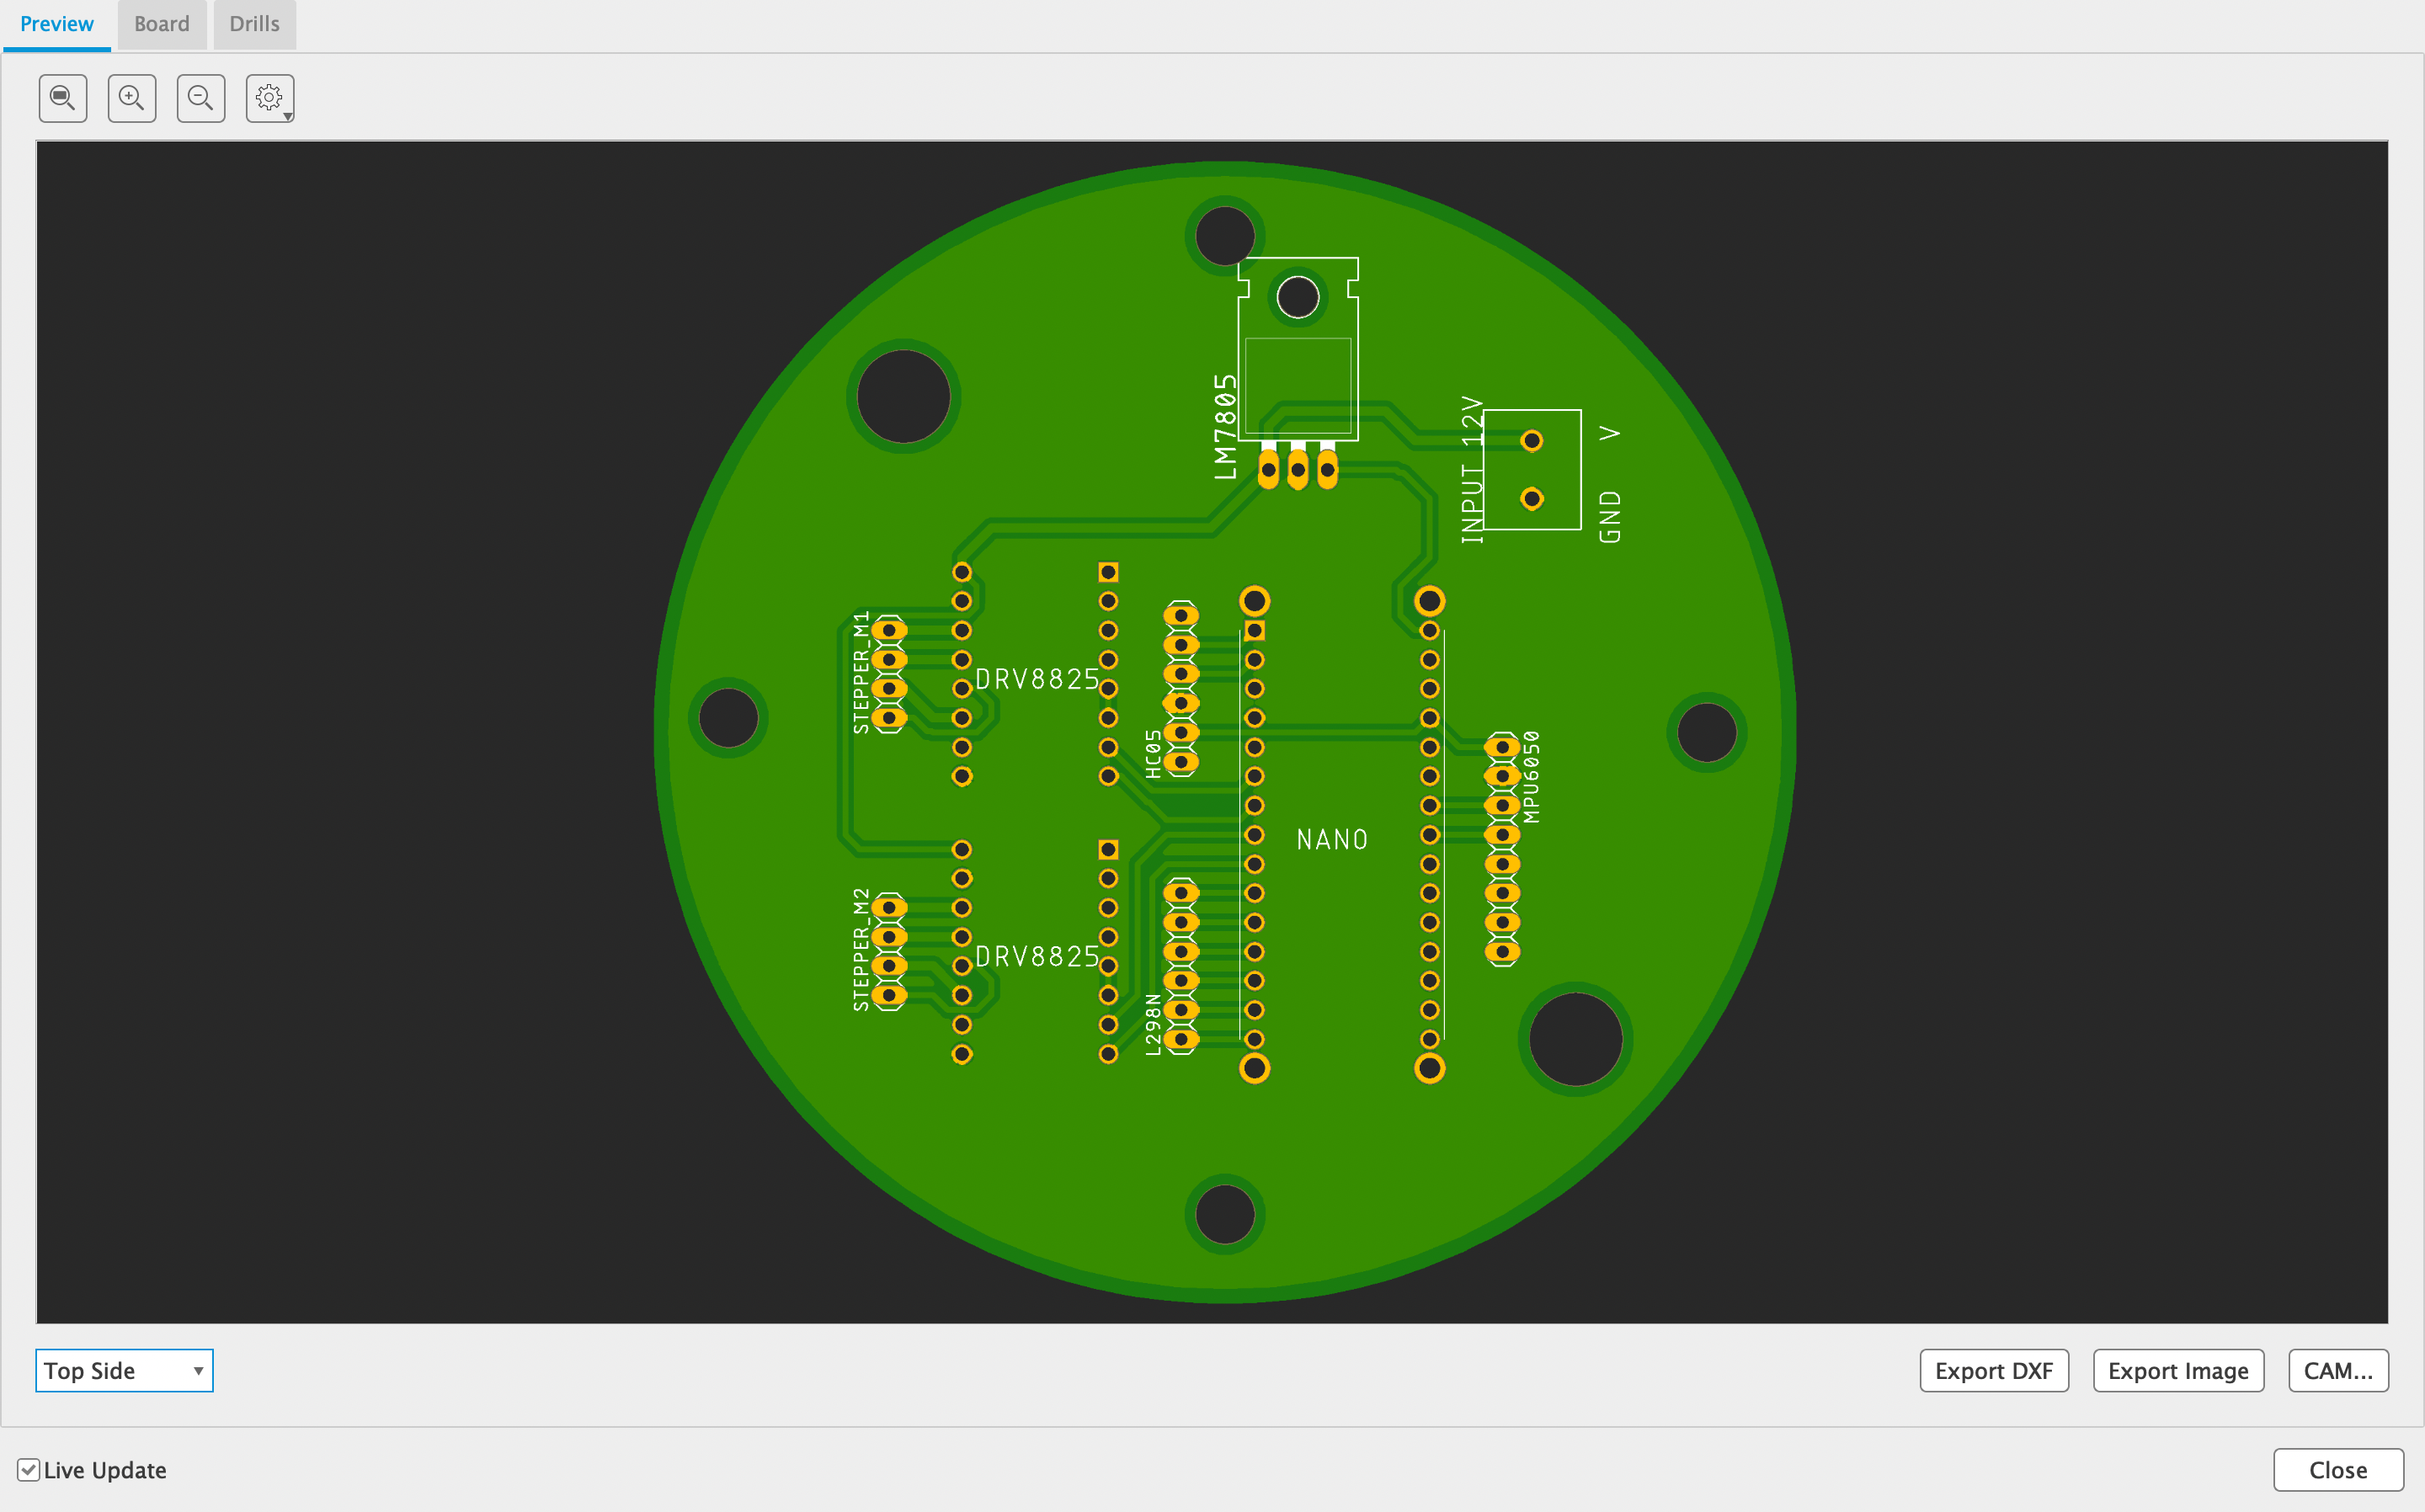 Preview Board Drills
LM7805
INPUT 12V
V
GND
STEPPER_M1
DRV8825
HC05
MPU6050
NANO
STEPPER_M2
DRV8825
L298N
Top Side
Export DXF Export Image CAM...
Live Update
Close